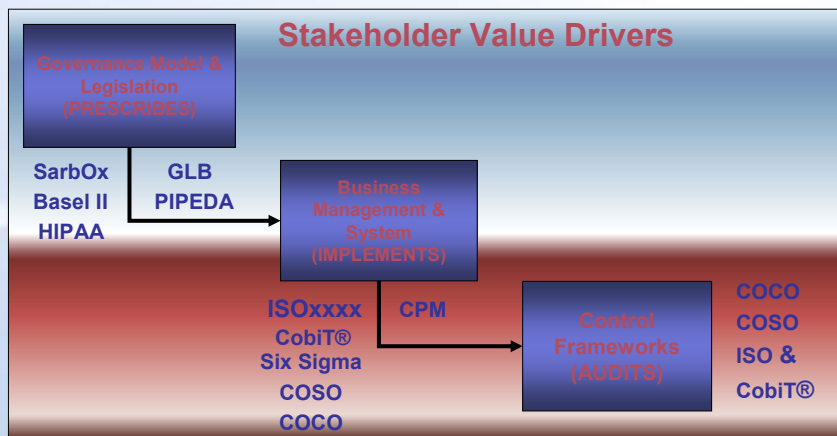 Stakeholder Value Drivers
Governance Model &
Legislation
(PRESCRIBES)
SarbOx
Basel II
HIPAA
GLB
PIPEDA
Business
Management &
System
(IMPLEMENTS)
ISOxxxx
CobiT®
Six Sigma
COSO
COCO
CPM
Control
Frameworks
(AUDITS)
COCO
COSO
ISO &
CobiT®